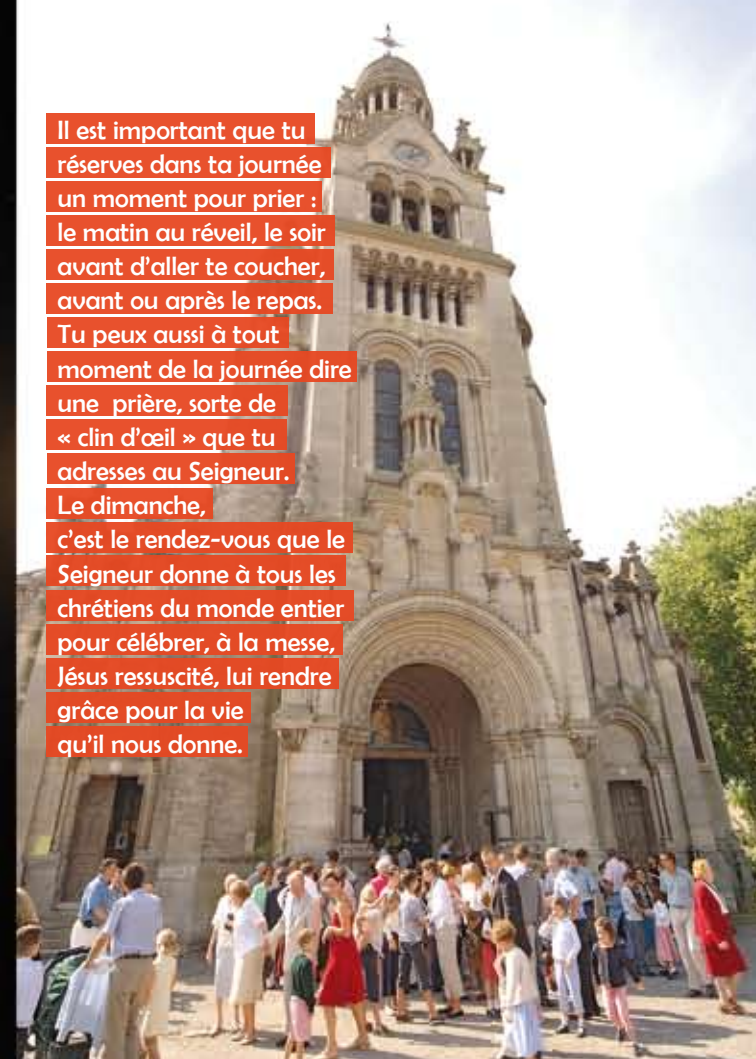 Il est important que tu
réserves dans ta journée
un moment pour prier :
le matin au réveil, le soir
avant d'aller te coucher,
avant ou après le repas.
Tu peux aussi à tout
moment de la journée dire
une prière, sorte de
« clin d'œil » que tu
adresses au Seigneur.
Le dimanche,
c'est le rendez-vous que le
Seigneur donne à tous les
chrétiens du monde entier
pour célébrer, à la messe,
Jésus ressuscité, lui rendre
grâce pour la vie
qu'il nous donne.